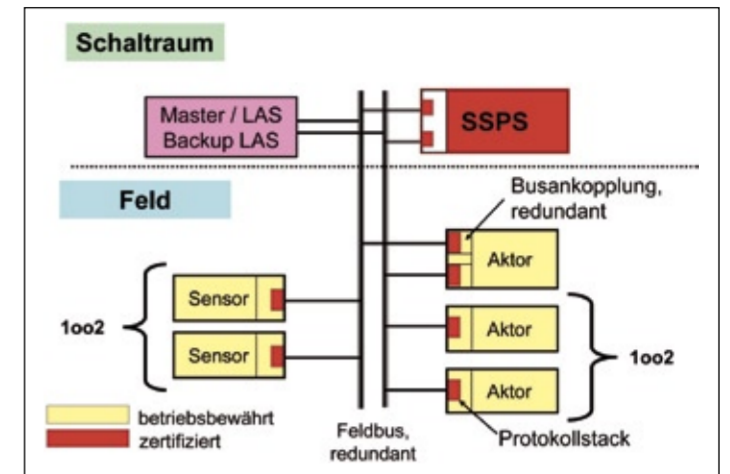 Schaltraum
Master / LAS
Backup LAS
SSPS
Feld
Busankopplung,
redundant
Aktor
Sensor
1oo2
Aktor
1oo2
Sensor
Aktor
betriebsbewährt
zertifiziert
Feldbus,
redundant
Protokollstack